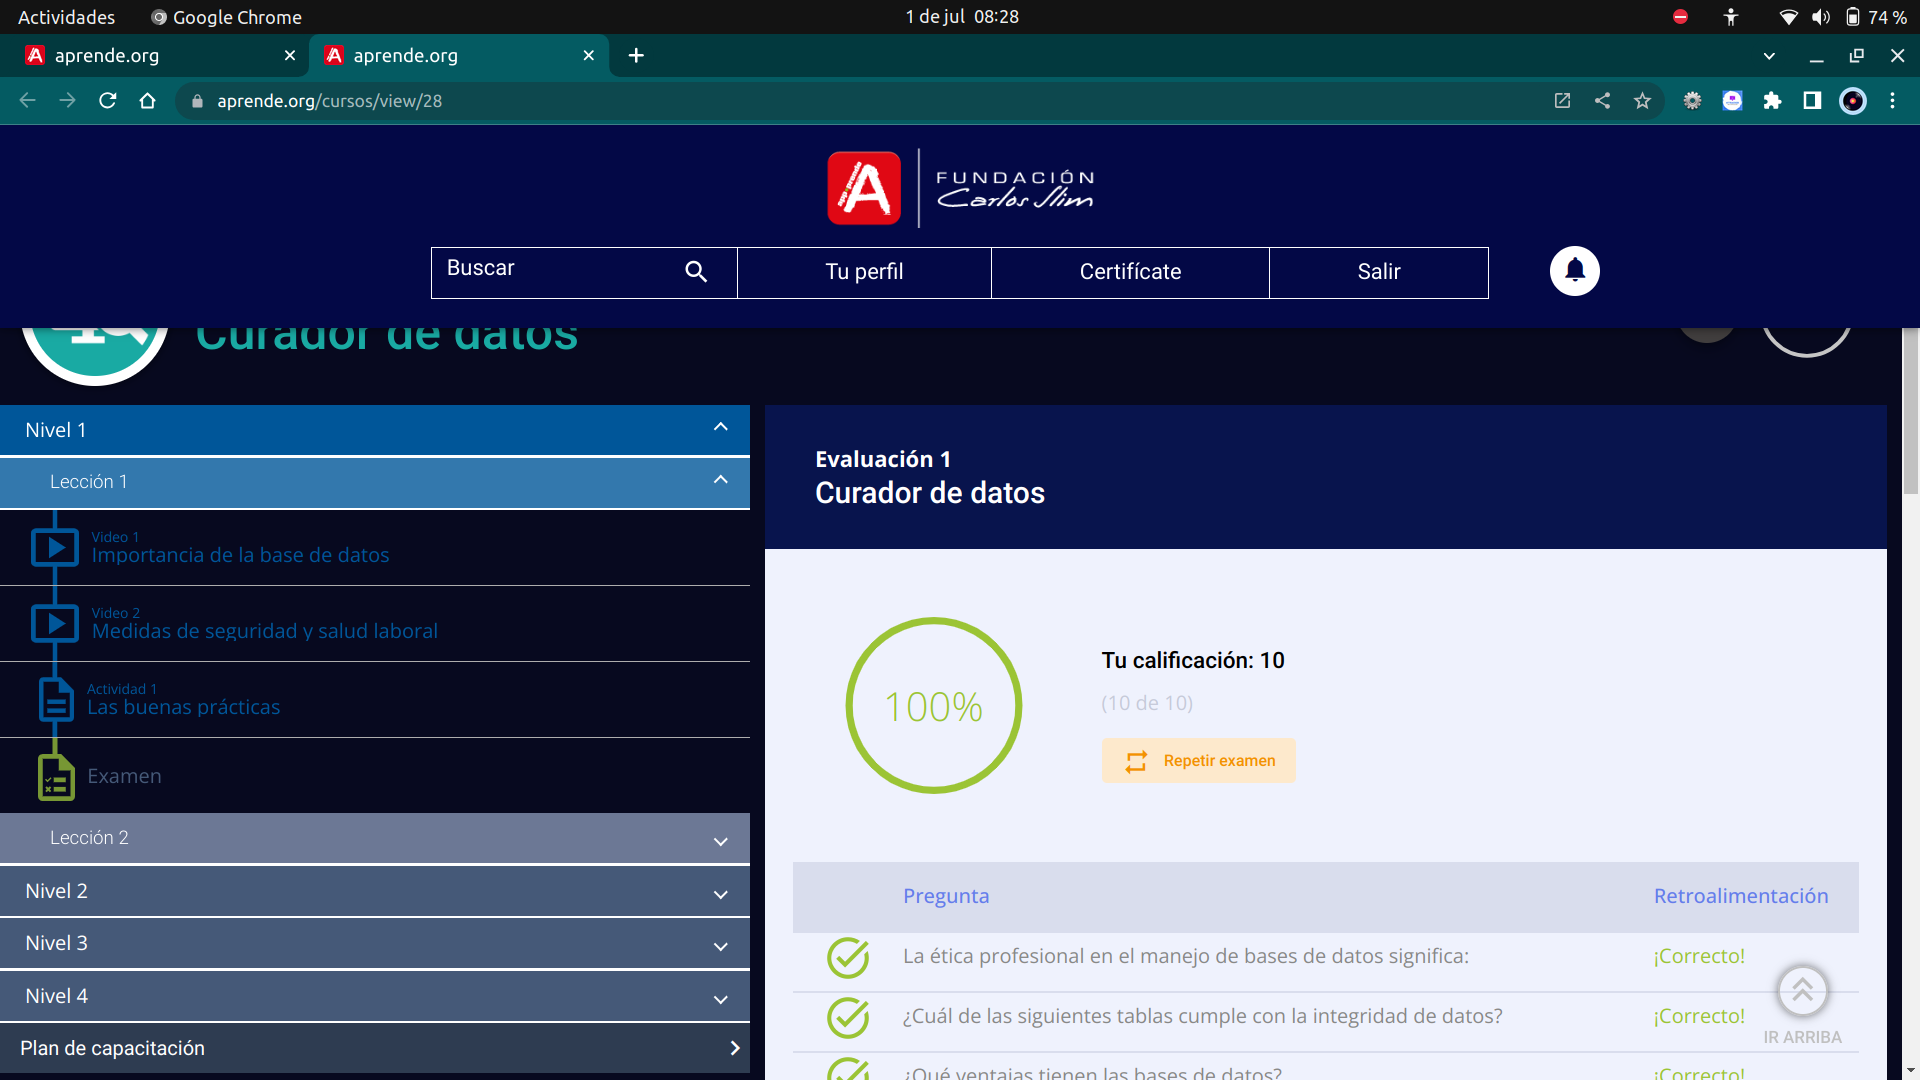 Actividades
Google Chrome
1 de jul 08:28
74 %
aprende.org
aprende.org
aprende.org/cursos/view/28
A
app aprende
FUNDACIÓN
Carlos Slim
Buscar
Tu perfil
Certifícate
Salir
Curador de datos
Nivel 1
Lección 1
Video 1
Importancia de la base de datos
Video 2
Medidas de seguridad y salud laboral
Actividad 1
Las buenas prácticas
Examen
Lección 2
Nivel 2
Nivel 3
Nivel 4
Plan de capacitación
Evaluación 1
Curador de datos
100%
Tu calificación: 10
(10 de 10)
Repetir examen
Pregunta
Retroalimentación
La ética profesional en el manejo de bases de datos significa:
¡Correcto!
¿Cuál de las siguientes tablas cumple con la integridad de datos?
¡Correcto!
¿Qué ventajas tienen las bases de datos?
¡Correcto!
IR ARRIBA